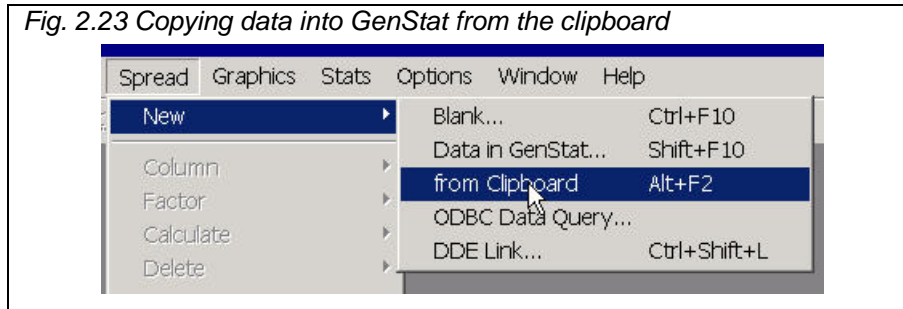 Fig. 2.23 Copying data into GenStat from the clipboard
Spread Graphics Stats Options Window Help
New
Blank... Ctrl+F10
Data in GenStat... Shift+F10
Column
from Clipboard Alt+F2
Factor
ODBC Data Query...
Calculate
DDE Link... Ctrl+Shift+L
Delete